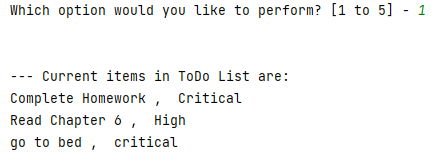 Which option would you like to perform? [1 to 5] - 1
--- Current items in ToDo List are:
Complete Homework ,  Critical
Read Chapter 6 ,  High
go to bed ,  critical